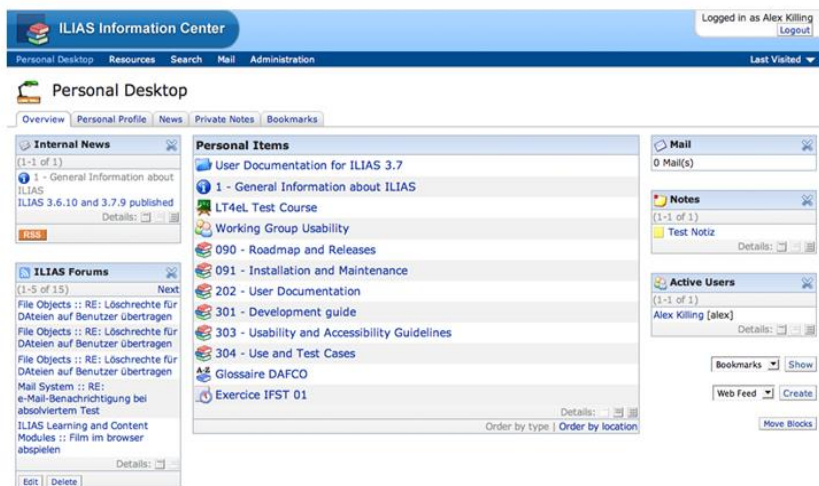 ILIAS Information Center
Logged in as Alex Killing
Logout
Personal Desktop Resources Search Mail Administration
Last Visited
Personal Desktop
Overview Personal Profile News Private Notes Bookmarks
Internal News
(1-1 of 1)
1 - General Information about
ILIAS
ILIAS 3.6.10 and 3.7.9 published
Details:
RSS
ILIAS Forums
(1-5 of 15) Next
File Objects :: RE: Löschrechte für
DAteien auf Benutzer übertragen
File Objects :: RE: Löschrechte für
DAteien auf Benutzer übertragen
File Objects :: RE: Löschrechte für
DAteien auf Benutzer übertragen
Mail System :: RE:
e-Mail-Benachrichtigung bei
absolviertem Test
ILIAS Learning and Content
Modules :: Film im browser
abspielen
Details:
Edit Delete
Personal Items
User Documentation for ILIAS 3.7
1 - General Information about ILIAS
LT4eL Test Course
Working Group Usability
090 - Roadmap and Releases
091 - Installation and Maintenance
202 - User Documentation
301 - Development guide
303 - Usability and Accessibility Guidelines
304 - Use and Test Cases
A-Z Glossaire DAFCO
Exercice IFST 01
Details:
Order by type | Order by location
Mail
0 Mail(s)
Notes
(1-1 of 1)
Test Notiz
Details:
Active Users
(1-1 of 1)
Alex Killing [alex]
Details:
Bookmarks Show
Web Feed Create
Move Blocks